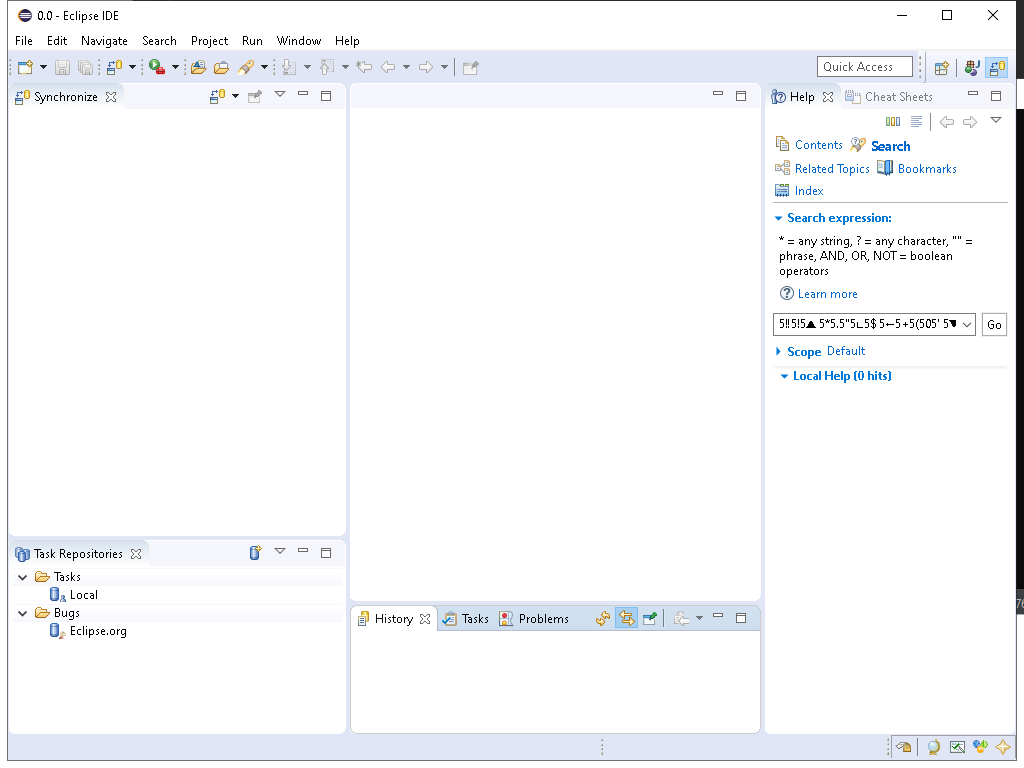 0.0 - Eclipse IDE
File Edit Navigate Search Project Run Window Help
Quick Access
Synchronize
Help Cheat Sheets
Contents Search
Related Topics Bookmarks
Index
Search expression:
* = any string, ? = any character, "" =
phrase, AND, OR, NOT = boolean
operators
Learn more
5‼5!5▲ 5*5.5"5∟5$ 5←5+5(505' 5◥ Go
Scope Default
Local Help (0 hits)
Task Repositories
Tasks
Local
Bugs
Eclipse.org
History Tasks Problems